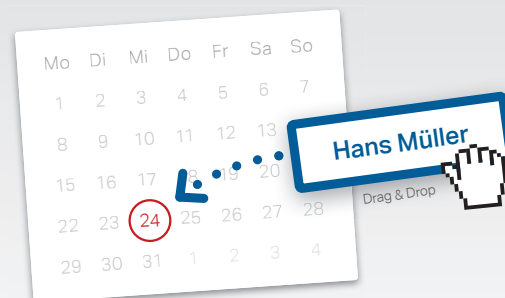 Mo Di Mi Do Fr Sa So
1 2 3 4 5 6 7
8 9 10 11 12 13
15 16 17 18 19 20
22 23 24 25 26 27 28
29 30 31 1 2 3 4
Hans Müller
Drag & Drop